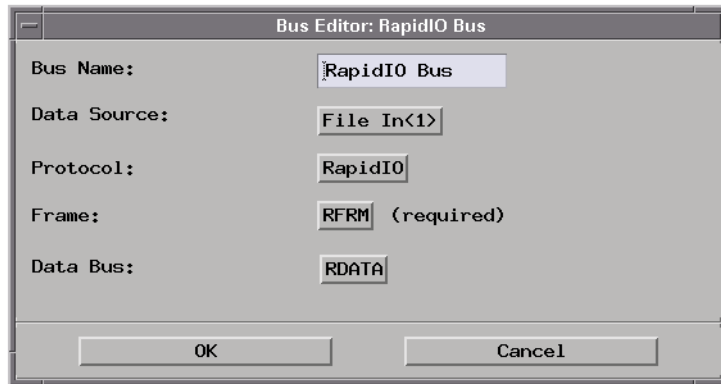 Bus Editor: RapidIO Bus
Bus Name: RapidIO Bus
Data Source: File In<1>
Protocol: RapidIO
Frame: RFRM (required)
Data Bus: RDATA
OK Cancel